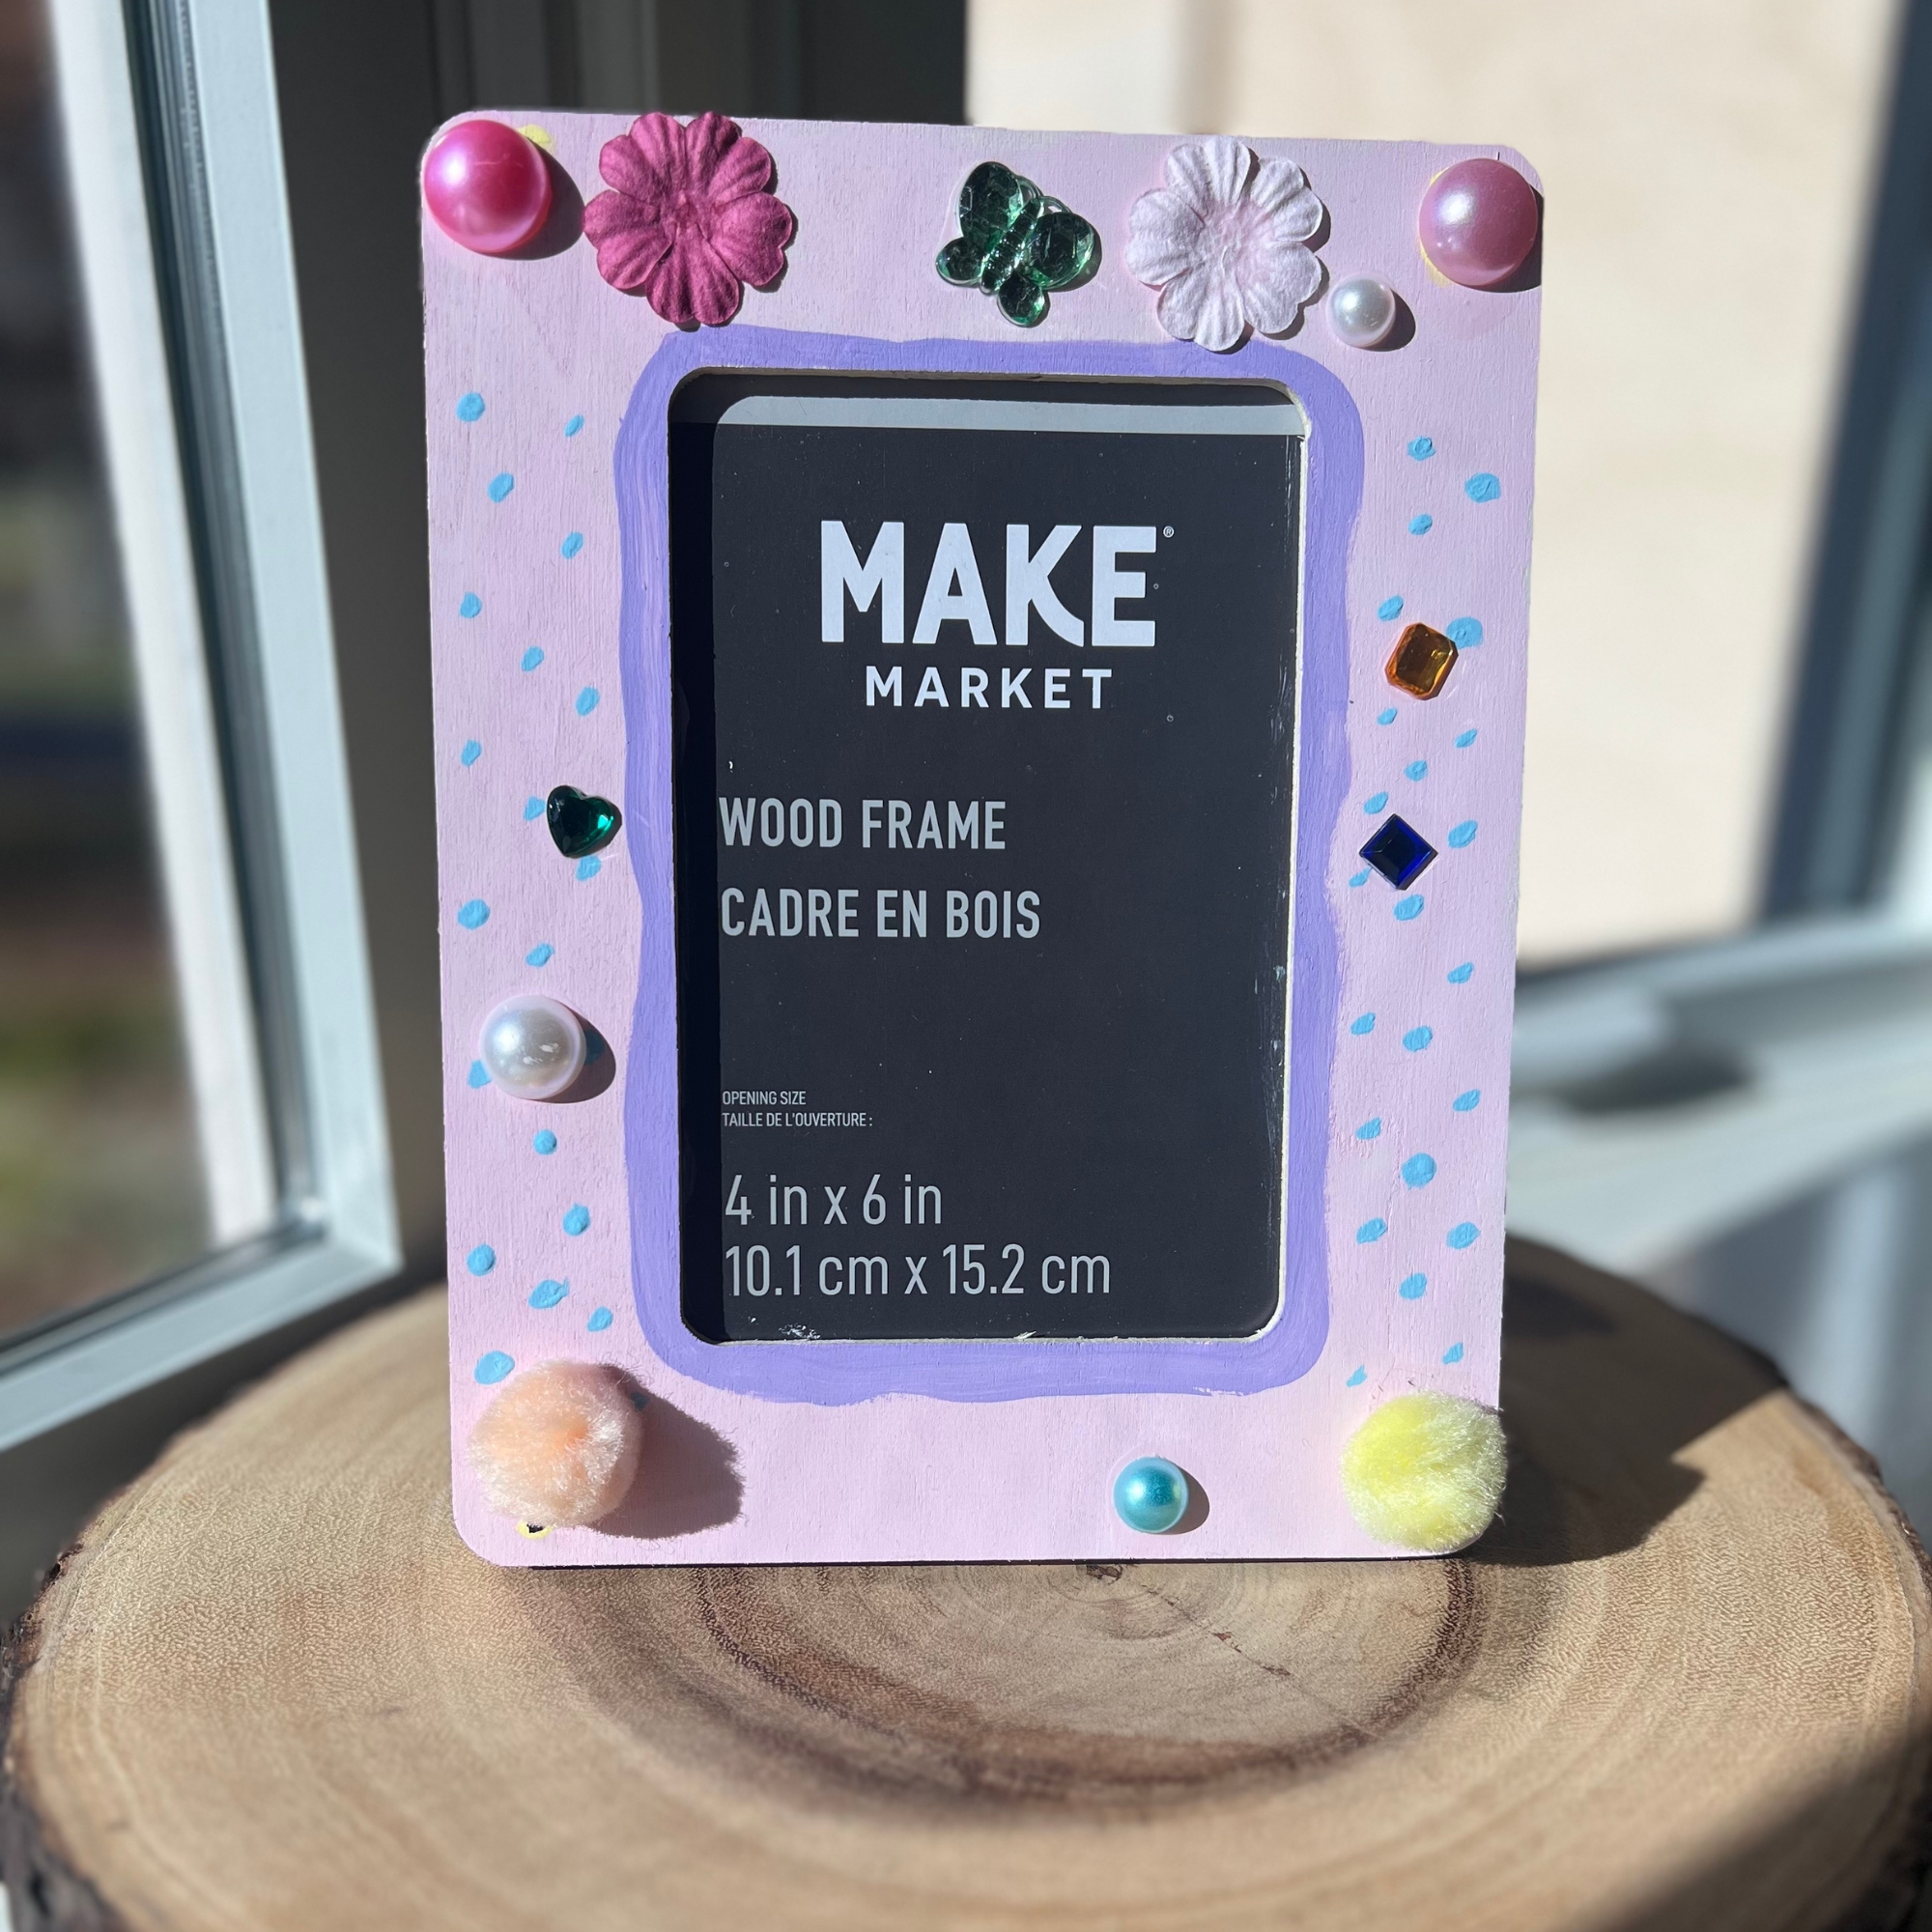 MAKE®
MARKET
WOOD FRAME
CADRE EN BOIS
OPENING SIZE
TAILLE DE L'OUVERTURE :
4 in x 6 in
10.1 cm x 15.2 cm